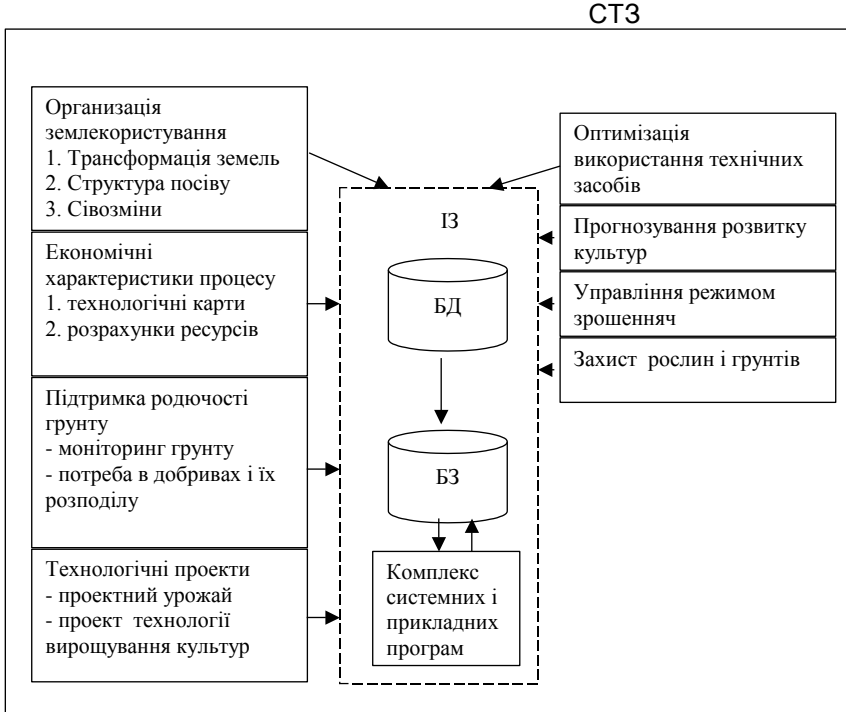 СТЗ
Организація
землекористування
1. Трансформація земель
2. Структура посіву
3. Сівозміни
Економічні
характеристики процесу
1. технологічні карти
2. розрахунки ресурсів
Підтримка родючості
грунту
- моніторинг грунту
- потреба в добривах і їх
розподілу
Технологічні проекти
- проектний урожай
- проект технології
вирощування культур
ІЗ
БД
БЗ
Комплекс
системних і
прикладних
програм
Оптимізація
використання технічних
засобів
Прогнозування розвитку
культур
Управління режимом
зрошенняч
Захист рослин і грунтів